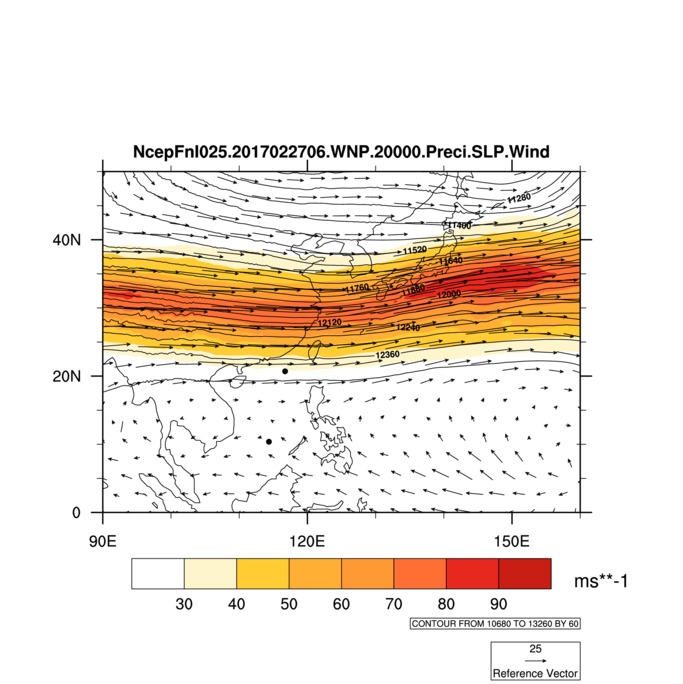 NcepFnl025.2017022706.WNP.20000.Preci.SLP.Wind
11280
11400
40N
11520
11640
11760
11880
12000
12120
12240
12360
20N
0
90E 120E 150E
ms**-1
30 40 50 60 70 80 90
CONTOUR FROM 10680 TO 13260 BY 60
25
Reference Vector